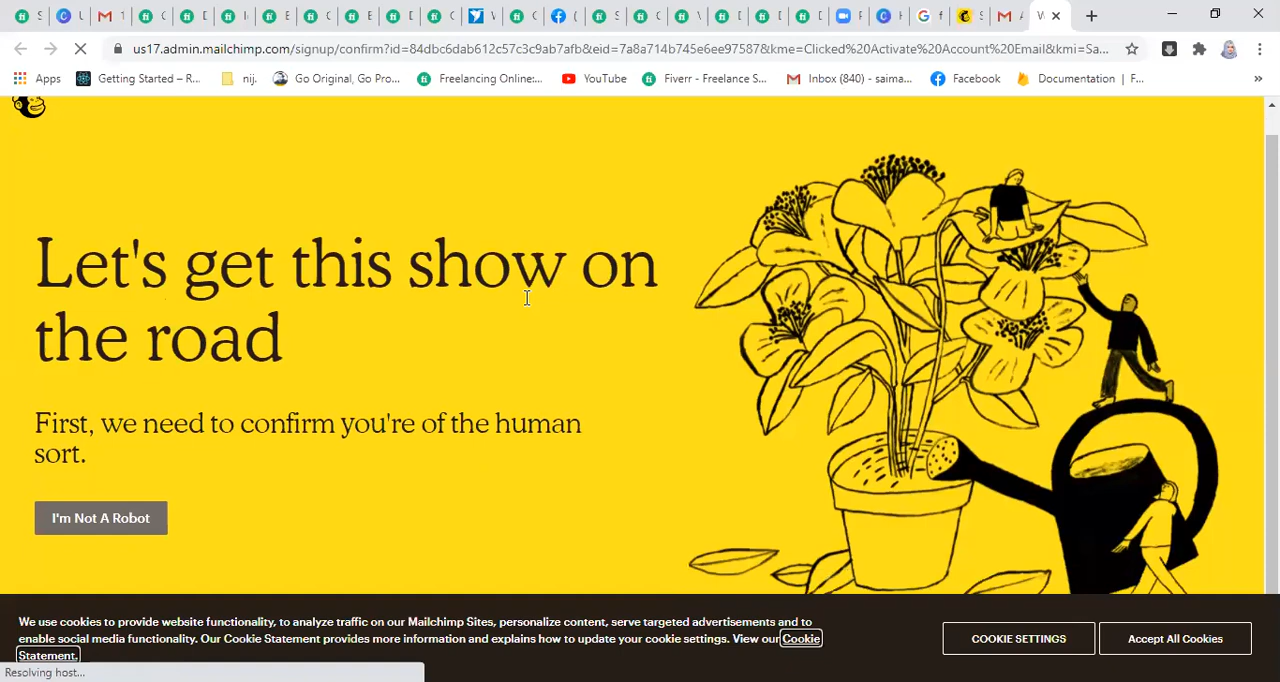 S
C
U
T
C
D
I
E
C
E
D
C
V
C
(
S
C
V
D
D
D
F
C
H
f
S
A
V
us17.admin.mailchimp.com/signup/confirm?id=84dbc6dab612c57c3c9ab7afb&eid=7a8a714b745e6ee97587&kme=Clicked%20Activate%20Account%20Email&kmi=Sa...
Apps Getting Started – R... nij. Go Original, Go Pro... Freelancing Online:... YouTube Fiverr - Freelance S... Inbox (840) - saima... Facebook Documentation | F... »
Let's get this show on
the road
First, we need to confirm you're of the human
sort.
I'm Not A Robot
We use cookies to provide website functionality, to analyze traffic on our Mailchimp Sites, personalize content, serve targeted advertisements and to
enable social media functionality. Our Cookie Statement provides more information and explains how to update your cookie settings. View our Cookie
Statement.
COOKIE SETTINGS
Accept All Cookies
Resolving host...